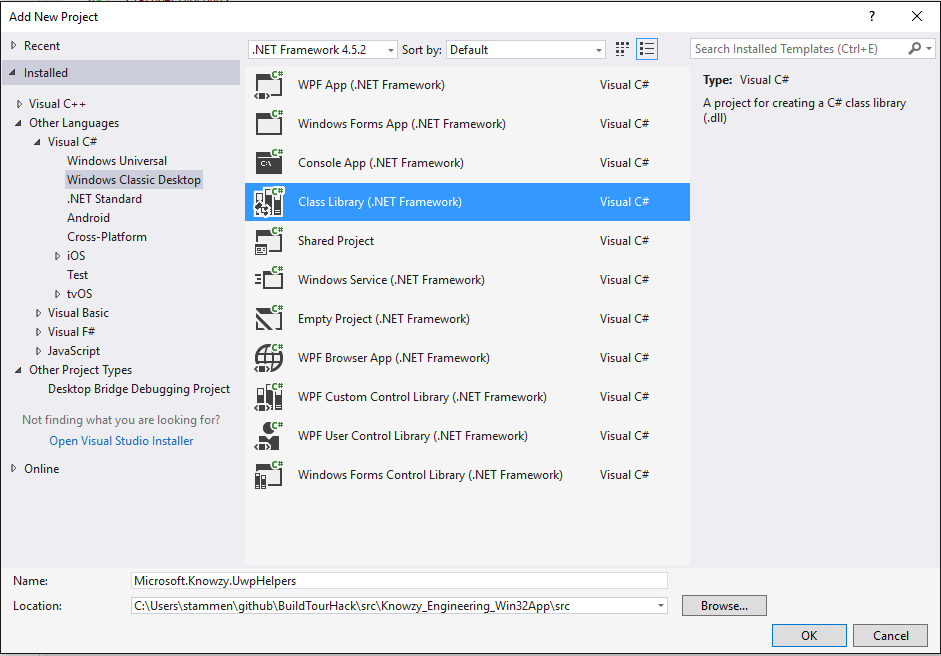 Add New Project
?
Recent
Installed
Visual C++
Other Languages
Visual C#
Windows Universal
Windows Classic Desktop
.NET Standard
Android
Cross-Platform
iOS
Test
tvOS
Visual Basic
Visual F#
JavaScript
Other Project Types
Desktop Bridge Debugging Project
Not finding what you are looking for?
Open Visual Studio Installer
Online
.NET Framework 4.5.2 Sort by: Default
C# WPF App (.NET Framework) Visual C#
C# Windows Forms App (.NET Framework) Visual C#
C# C:\ Console App (.NET Framework) Visual C#
C# Class Library (.NET Framework) Visual C#
C# Shared Project Visual C#
C# Windows Service (.NET Framework) Visual C#
C# Empty Project (.NET Framework) Visual C#
C# WPF Browser App (.NET Framework) Visual C#
C# WPF Custom Control Library (.NET Framework) Visual C#
C# WPF User Control Library (.NET Framework) Visual C#
C# Windows Forms Control Library (.NET Framework) Visual C#
Search Installed Templates (Ctrl+E)
Type: Visual C#
A project for creating a C# class library
(.dll)
Name: Microsoft.Knowzy.UwpHelpers
Location: C:\Users\stammen\github\BuildTourHack\src\Knowzy_Engineering_Win32App\src Browse...
OK Cancel